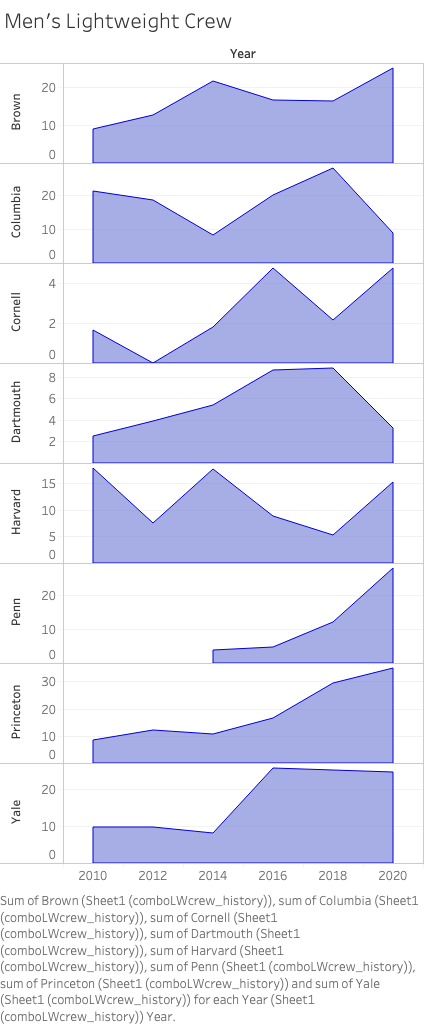 Men's Lightweight Crew
Year
Brown
20
10
0
Columbia
20
10
0
Cornell
4
2
0
Dartmouth
8
6
4
2
Harvard
15
10
5
0
Penn
20
10
0
Princeton
30
20
10
0
Yale
20
10
0
2010 2012 2014 2016 2018 2020
Sum of Brown (Sheet1 (comboLWcrew_history)), sum of Columbia (Sheet1
(comboLWcrew_history)), sum of Cornell (Sheet1
(comboLWcrew_history)), sum of Dartmouth (Sheet1
(comboLWcrew_history)), sum of Harvard (Sheet1
(comboLWcrew_history)), sum of Penn (Sheet1 (comboLWcrew_history)),
sum of Princeton (Sheet1 (comboLWcrew_history)) and sum of Yale
(Sheet1 (comboLWcrew_history)) for each Year (Sheet1
(comboLWcrew_history)) Year.